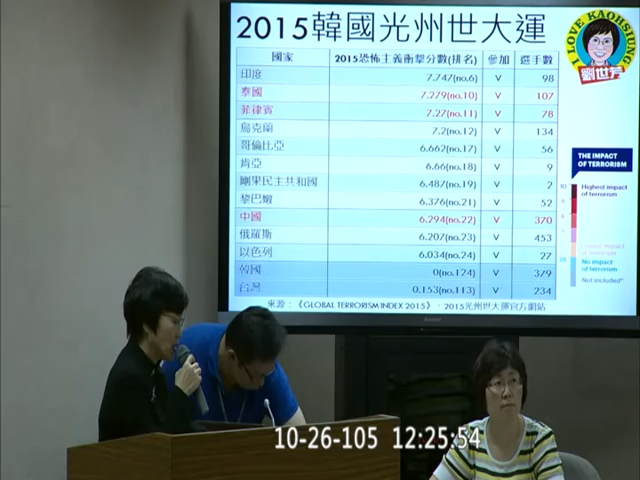 2015韓國光州世大運
I LOVE KAOHSIUNG
劉世芳
國家 2015恐怖主義衝擊分數(排名) 參加 選手數
印度 7.747(no.6) V 98
泰國 7.279(no.10) V 107
菲律賓 7.27(no.11) V 78
烏克蘭 7.2(no.12) V 134
哥倫比亞 6.662(no.17) V 56
肯亞 6.66(no.18) V 9
剛果民主共和國 6.487(no.19) V 2
黎巴嫩 6.376(no.21) V 52
中國 6.294(no.22) V 370
俄羅斯 6.207(no.23) V 453
以色列 6.034(no.24) V 27
韓國 0(no.124) V 379
台灣 0.153(no.113) V 234
來源：《GLOBAL TERRORISM INDEX 2015》、2015光州世大運官方網站
THE IMPACT
OF TERRORISM
10
Highest impact
of terrorism
Lowest impact
of terrorism
No impact
of terrorism
Not included*
10-26-105 12:25:54